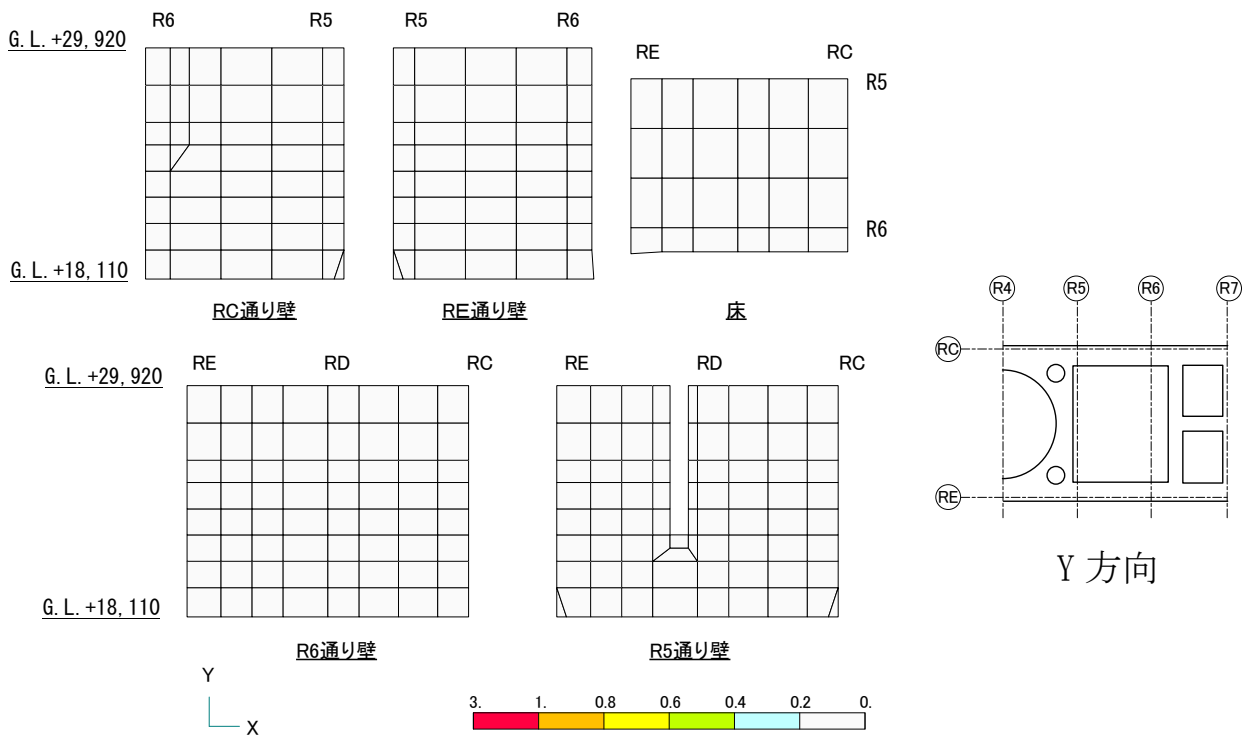 R6 R5
R5 R6
G.L.+29,920
RE RC
R5
R6
G.L.+18,110
RC通り壁
RE通り壁
床
R4 R5 R6 R7
RC
RE
Y 方向
RE RD RC
RE RD RC
G.L.+29,920
G.L.+18,110
R6通り壁
R5通り壁
Y
X
3. 1. 0.8 0.6 0.4 0.2 0.